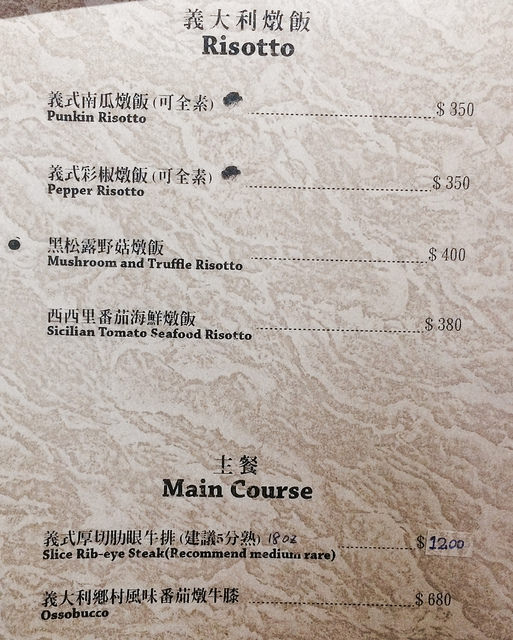 義大利燉飯
Risotto
義式南瓜燉飯(可全素) $ 350
Punkin Risotto
義式彩椒燉飯(可全素) $ 350
Pepper Risotto
黑松露野菇燉飯 $ 400
Mushroom and Truffle Risotto
西西里番茄海鮮燉飯 $ 380
Sicilian Tomato Seafood Risotto
主餐
Main Course
義式厚切肋眼牛排(建議5分熟) 18oz $ 1200
Slice Rib-eye Steak(Recommend medium rare)
義大利鄉村風味番茄燉牛膝 $ 680
Ossobucco